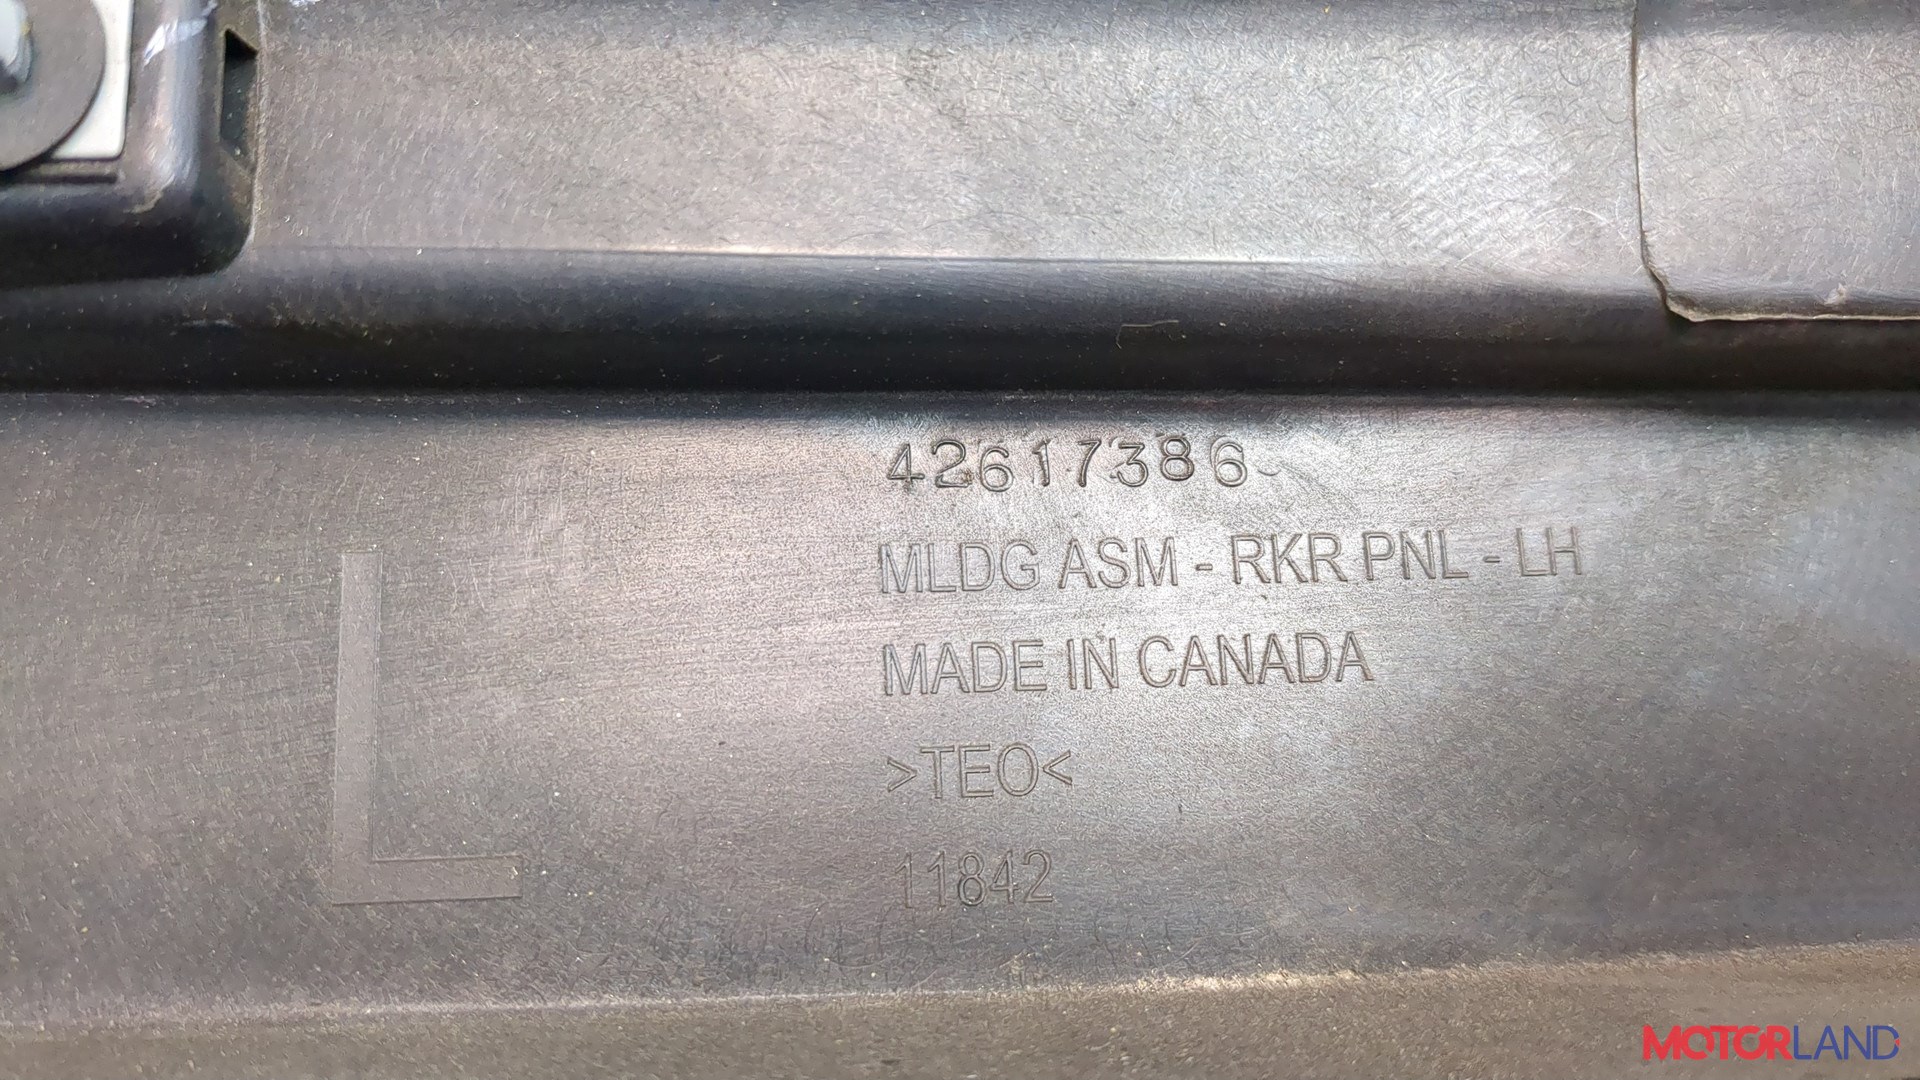 42617386
MLDG ASM - RKR PNL - LH
MADE IN CANADA
>TEO<
11842
L
MOTORLAND